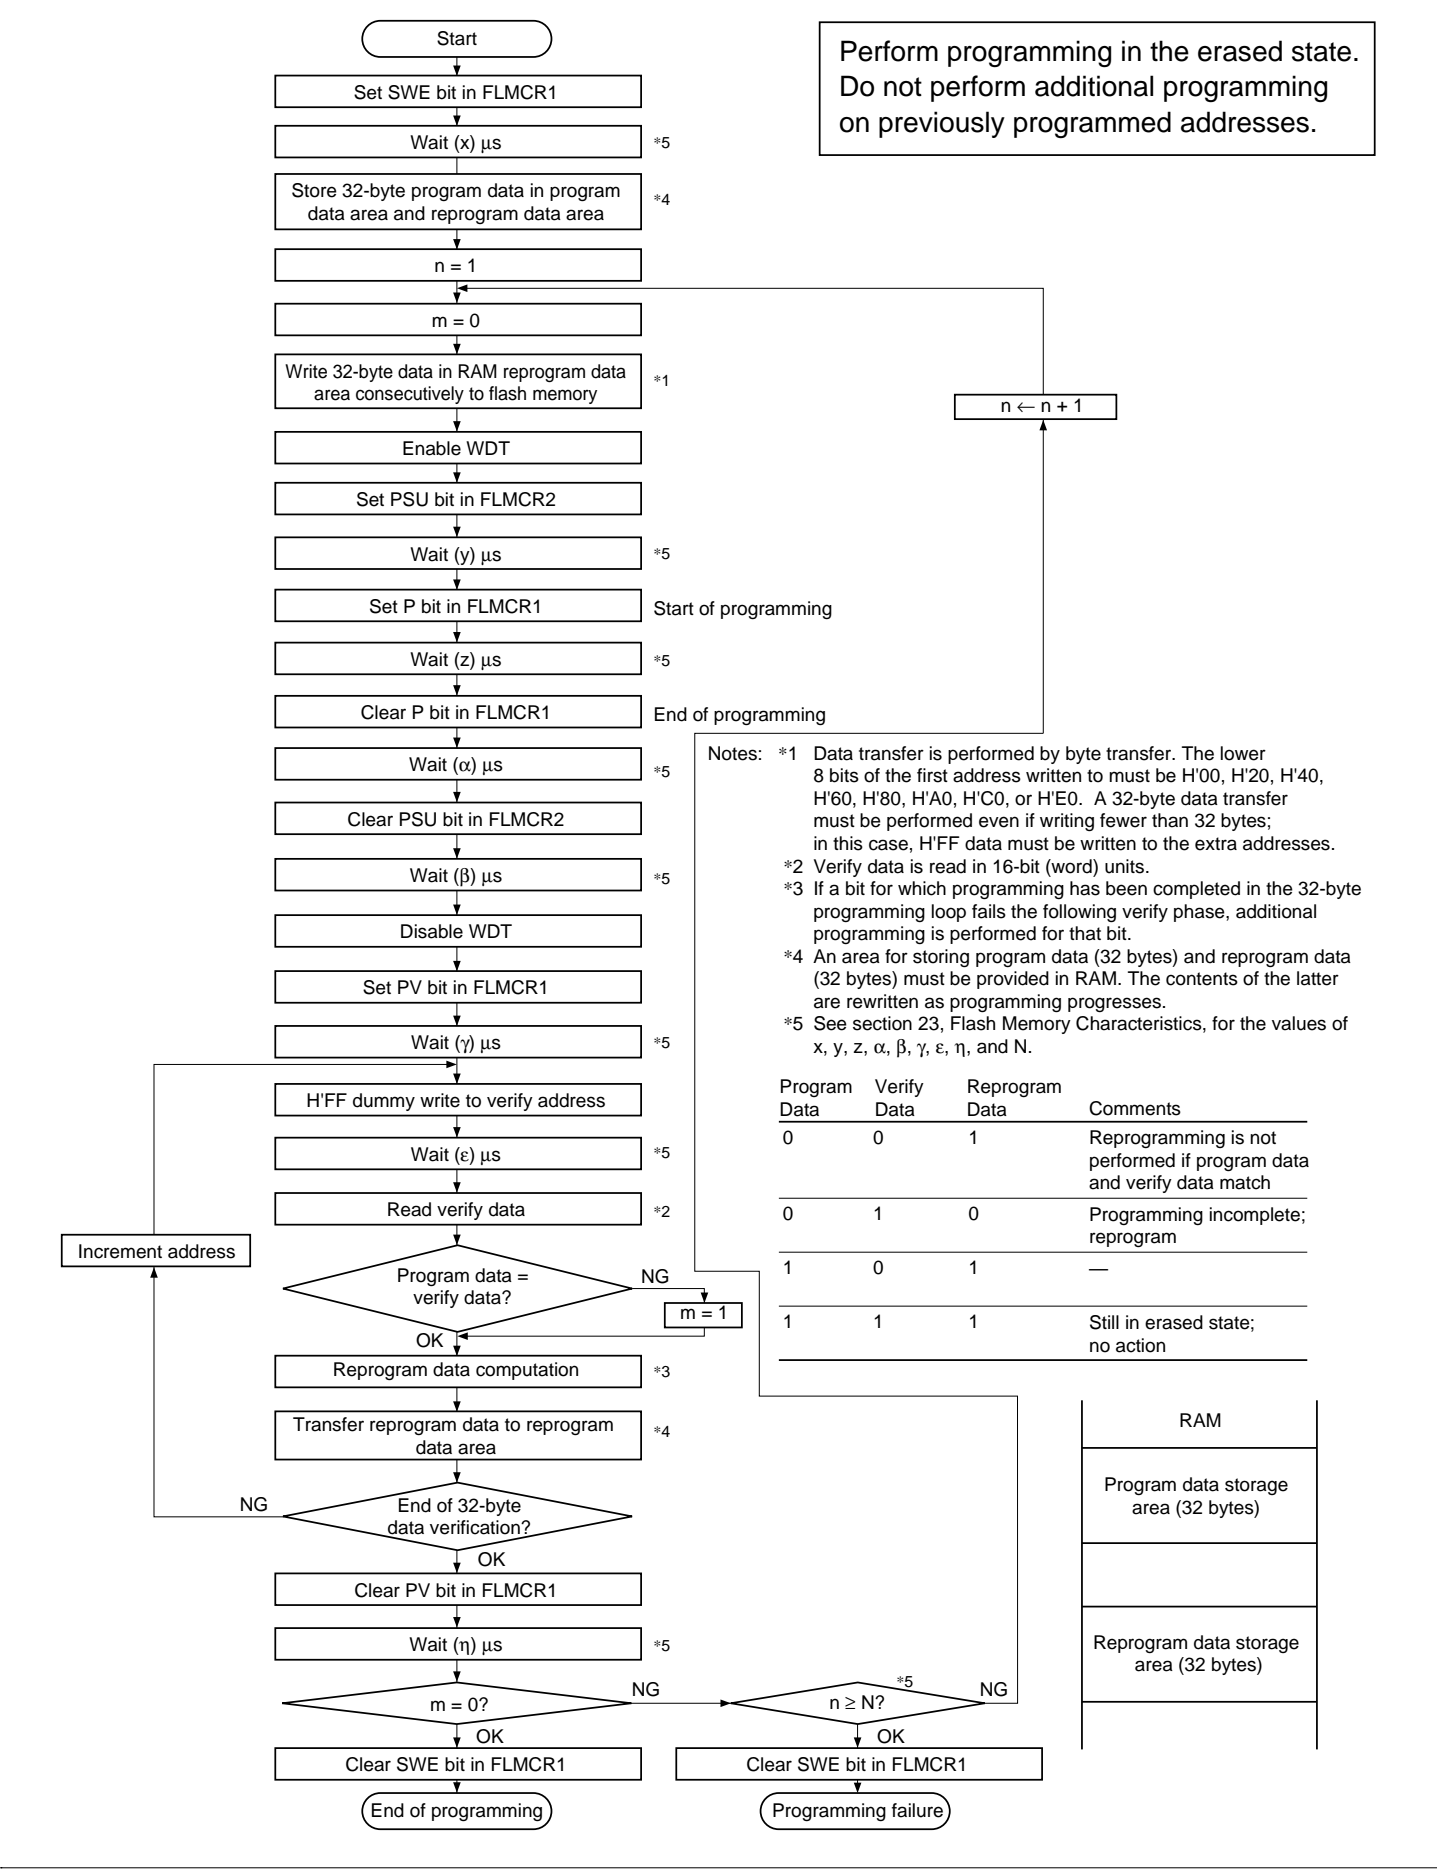 Start
Perform programming in the erased state.
Do not perform additional programming
on previously programmed addresses.
Set SWE bit in FLMCR1
Wait (x) μs
*5
Store 32-byte program data in program
data area and reprogram data area
*4
n = 1
m = 0
Write 32-byte data in RAM reprogram data
area consecutively to flash memory
*1
n ← n + 1
Enable WDT
Set PSU bit in FLMCR2
Wait (y) μs
*5
Set P bit in FLMCR1
Start of programming
Wait (z) μs
*5
Clear P bit in FLMCR1
End of programming
Wait (α) μs
*5
Clear PSU bit in FLMCR2
Wait (β) μs
*5
Disable WDT
Set PV bit in FLMCR1
Wait (γ) μs
*5
H'FF dummy write to verify address
Wait (ε) μs
*5
Read verify data
*2
Increment address
Program data =
verify data?
NG
m = 1
OK
Reprogram data computation
*3
Transfer reprogram data to reprogram
data area
*4
NG
End of 32-byte
data verification?
OK
Clear PV bit in FLMCR1
Wait (η) μs
*5
m = 0?
NG
OK
n ≥ N?
*5
NG
OK
Clear SWE bit in FLMCR1
Clear SWE bit in FLMCR1
End of programming
Programming failure
Notes: *1 Data transfer is performed by byte transfer. The lower
8 bits of the first address written to must be H'00, H'20, H'40,
H'60, H'80, H'A0, H'C0, or H'E0. A 32-byte data transfer
must be performed even if writing fewer than 32 bytes;
in this case, H'FF data must be written to the extra addresses.
*2 Verify data is read in 16-bit (word) units.
*3 If a bit for which programming has been completed in the 32-byte
programming loop fails the following verify phase, additional
programming is performed for that bit.
*4 An area for storing program data (32 bytes) and reprogram data
(32 bytes) must be provided in RAM. The contents of the latter
are rewritten as programming progresses.
*5 See section 23, Flash Memory Characteristics, for the values of
x, y, z, α, β, γ, ε, η, and N.
Program Verify Reprogram
Data Data Data Comments
0 0 1 Reprogramming is not
performed if program data
and verify data match
0 1 0 Programming incomplete;
reprogram
1 0 1 —
1 1 1 Still in erased state;
no action
RAM
Program data storage
area (32 bytes)
Reprogram data storage
area (32 bytes)